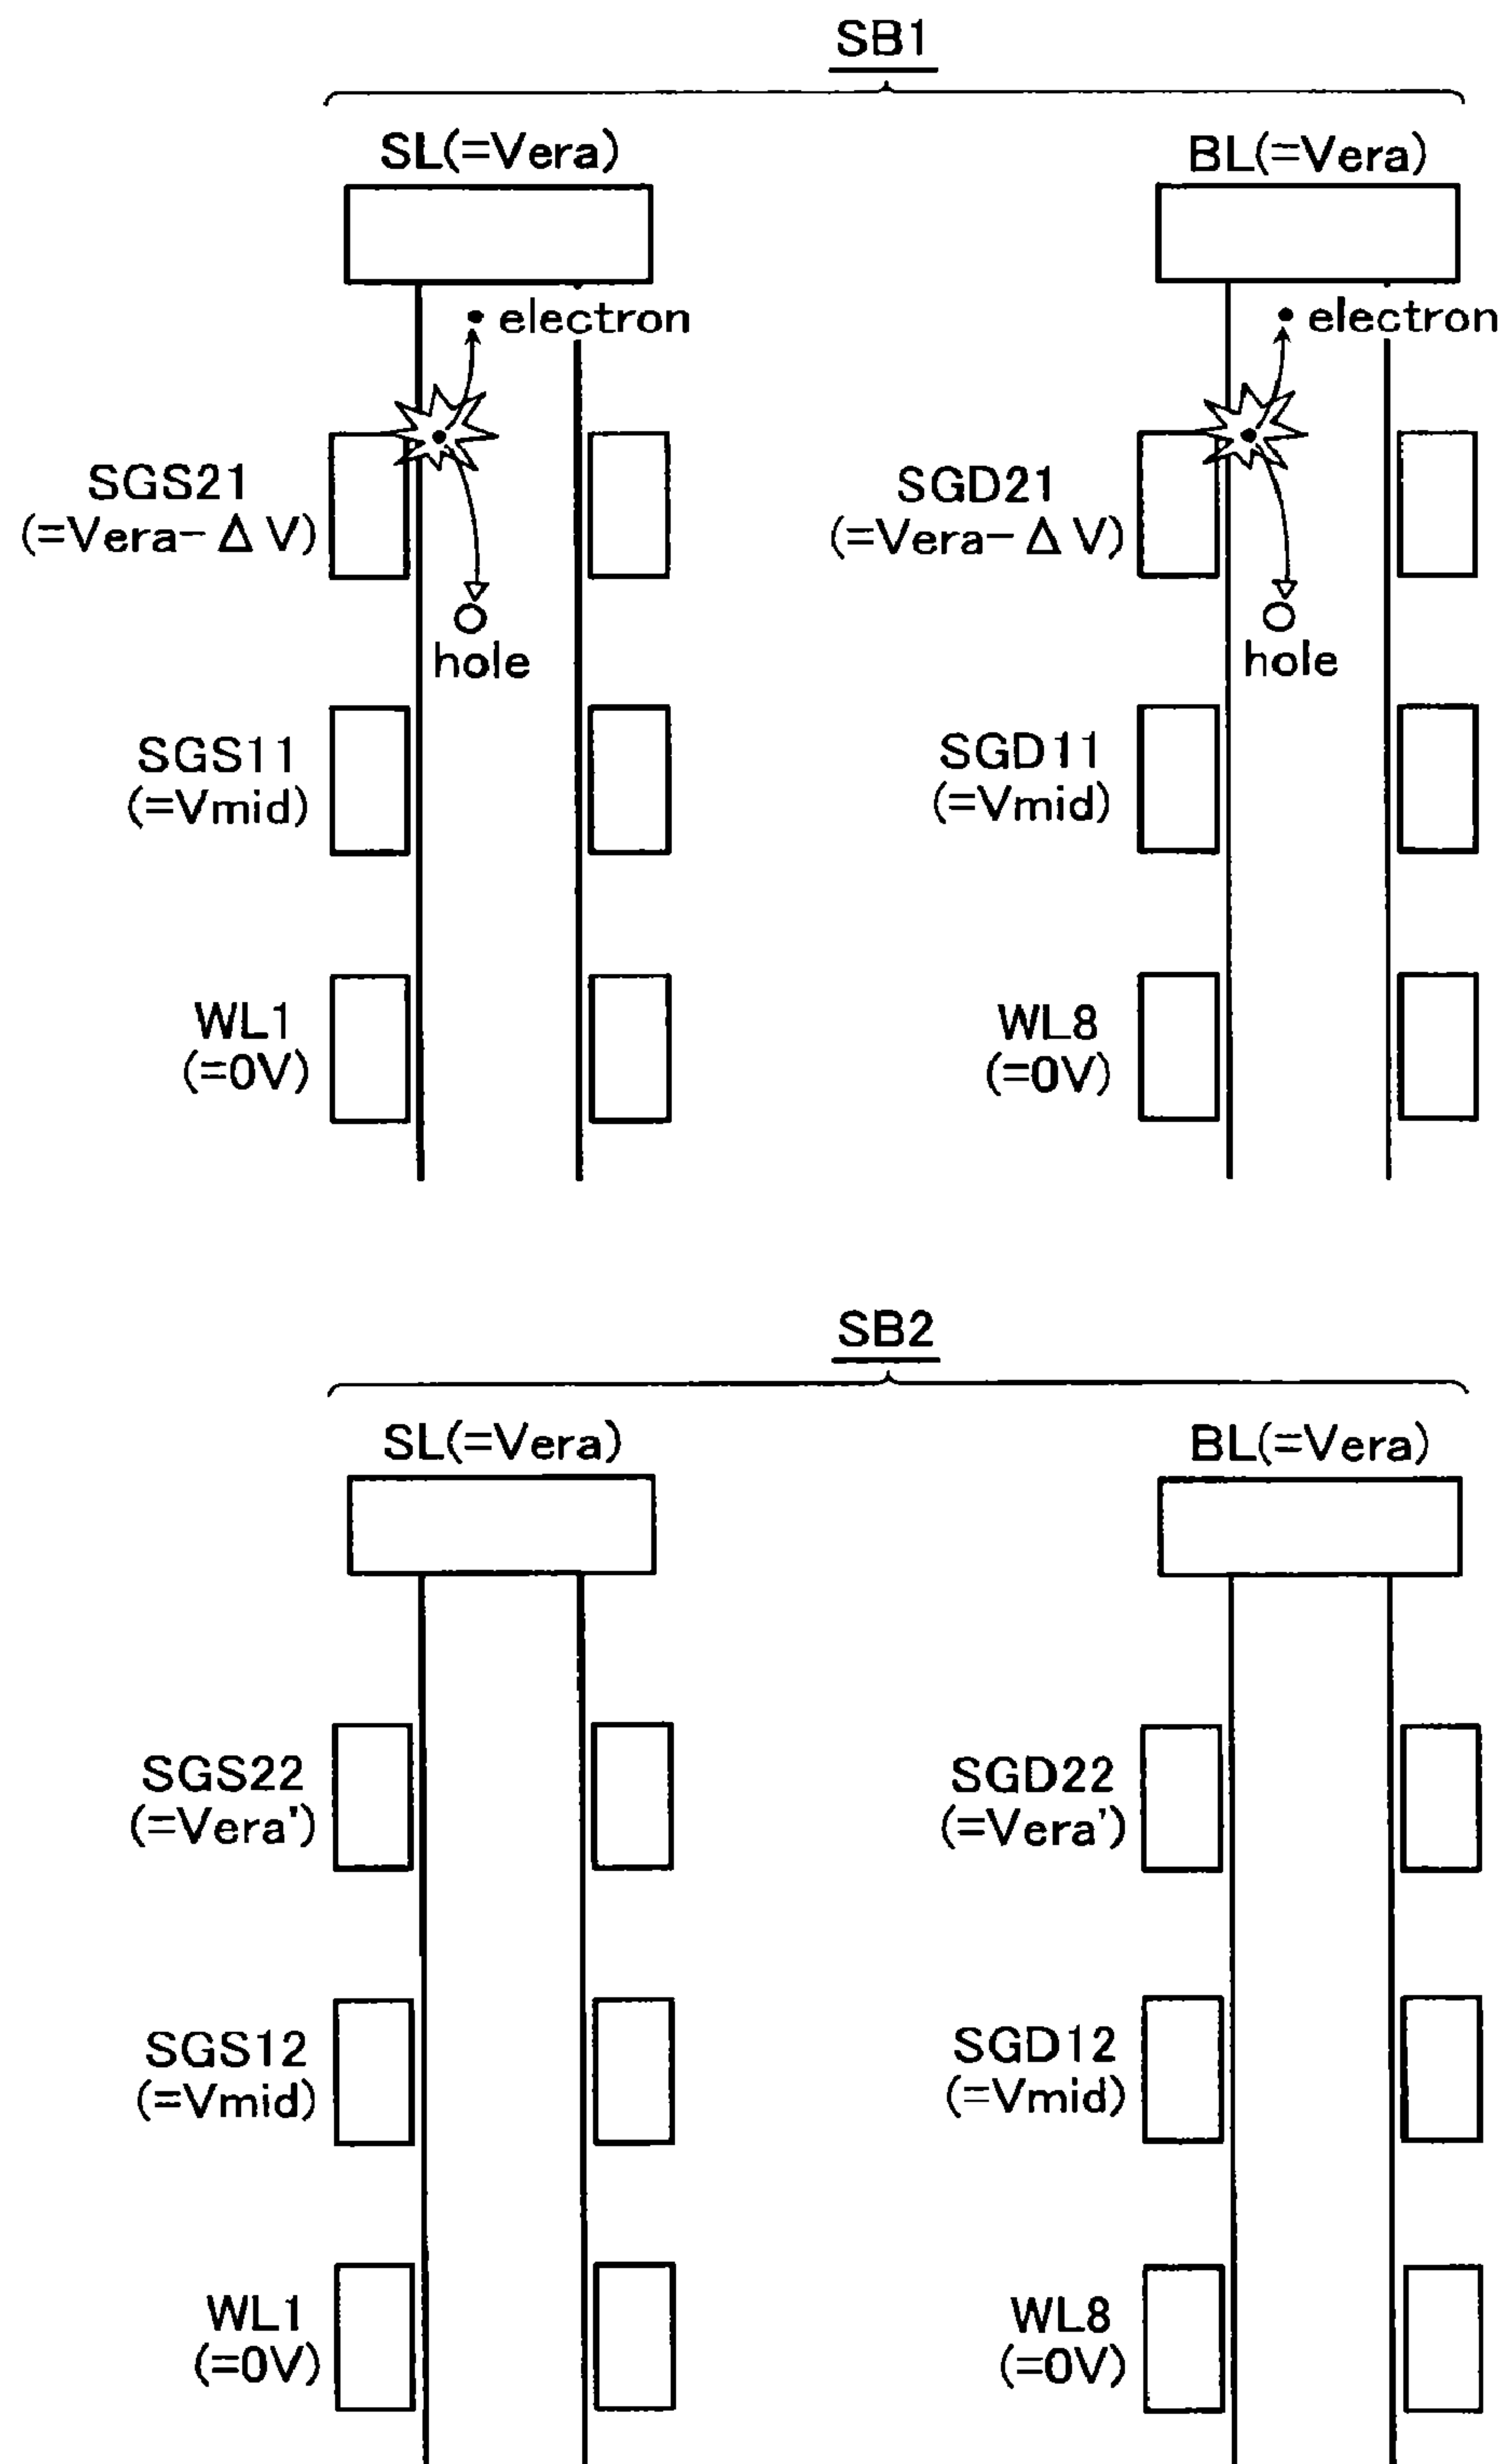 SB1
SL(=Vera)
BL(=Vera)
electron
electron
SGS21
(=Vera-ΔV)
SGD21
(=Vera-ΔV)
hole
hole
SGS11
(=Vmid)
SGD11
(=Vmid)
WL1
(=0V)
WL8
(=0V)
SB2
SL(=Vera)
BL(=Vera)
SGS22
(=Vera')
SGD22
(=Vera')
SGS12
(=Vmid)
SGD12
(=Vmid)
WL1
(=0V)
WL8
(=0V)